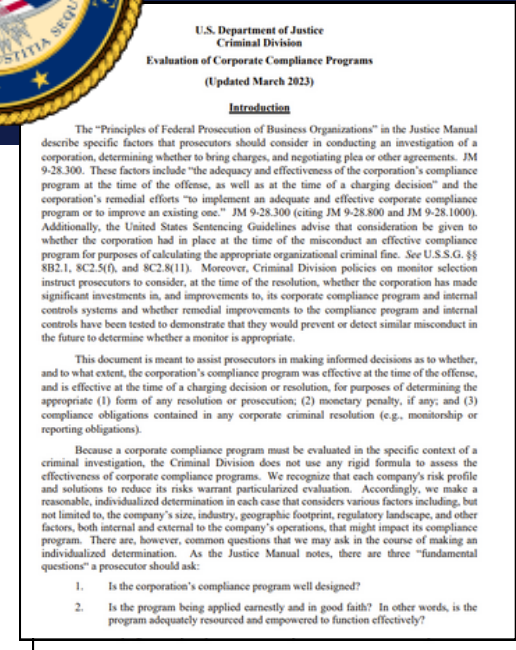 STITIA SEQU
U.S. Department of Justice
Criminal Division
Evaluation of Corporate Compliance Programs
(Updated March 2023)
Introduction
The “Principles of Federal Prosecution of Business Organizations” in the Justice Manual
describe specific factors that prosecutors should consider in conducting an investigation of a
corporation, determining whether to bring charges, and negotiating plea or other agreements. JM
9-28.300. These factors include “the adequacy and effectiveness of the corporation’s compliance
program at the time of the offense, as well as at the time of a charging decision” and the
corporation’s remedial efforts “to implement an adequate and effective corporate compliance
program or to improve an existing one.” JM 9-28.300 (citing JM 9-28.800 and JM 9-28.1000).
Additionally, the United States Sentencing Guidelines advise that consideration be given to
whether the corporation had in place at the time of the misconduct an effective compliance
program for purposes of calculating the appropriate organizational criminal fine. See U.S.S.G. §§
8B2.1, 8C2.5(f), and 8C2.8(11). Moreover, Criminal Division policies on monitor selection
instruct prosecutors to consider, at the time of the resolution, whether the corporation has made
significant investments in, and improvements to, its corporate compliance program and internal
controls systems and whether remedial improvements to the compliance program and internal
controls have been tested to demonstrate that they would prevent or detect similar misconduct in
the future to determine whether a monitor is appropriate.
This document is meant to assist prosecutors in making informed decisions as to whether,
and to what extent, the corporation’s compliance program was effective at the time of the offense,
and is effective at the time of a charging decision or resolution, for purposes of determining the
appropriate (1) form of any resolution or prosecution; (2) monetary penalty, if any; and (3)
compliance obligations contained in any corporate criminal resolution (e.g., monitorship or
reporting obligations).
Because a corporate compliance program must be evaluated in the specific context of a
criminal investigation, the Criminal Division does not use any rigid formula to assess the
effectiveness of corporate compliance programs. We recognize that each company’s risk profile
and solutions to reduce its risks warrant particularized evaluation. Accordingly, we make a
reasonable, individualized determination in each case that considers various factors including, but
not limited to, the company’s size, industry, geographic footprint, regulatory landscape, and other
factors, both internal and external to the company’s operations, that might impact its compliance
program. There are, however, common questions that we may ask in the course of making an
individualized determination. As the Justice Manual notes, there are three “fundamental
questions” a prosecutor should ask:
1. Is the corporation’s compliance program well designed?
2. Is the program being applied earnestly and in good faith? In other words, is the
program adequately resourced and empowered to function effectively?